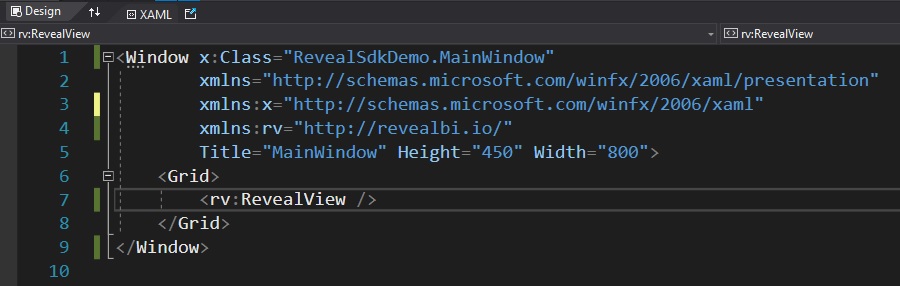 Design XAML
rv:RevealView rv:RevealView
1 <Window x:Class="RevealSdkDemo.MainWindow"
2 xmlns="http://schemas.microsoft.com/winfx/2006/xaml/presentation"
3 xmlns:x="http://schemas.microsoft.com/winfx/2006/xaml"
4 xmlns:rv="http://revealbi.io/"
5 Title="MainWindow" Height="450" Width="800">
6 <Grid>
7 <rv:RevealView />
8 </Grid>
9 </Window>
10